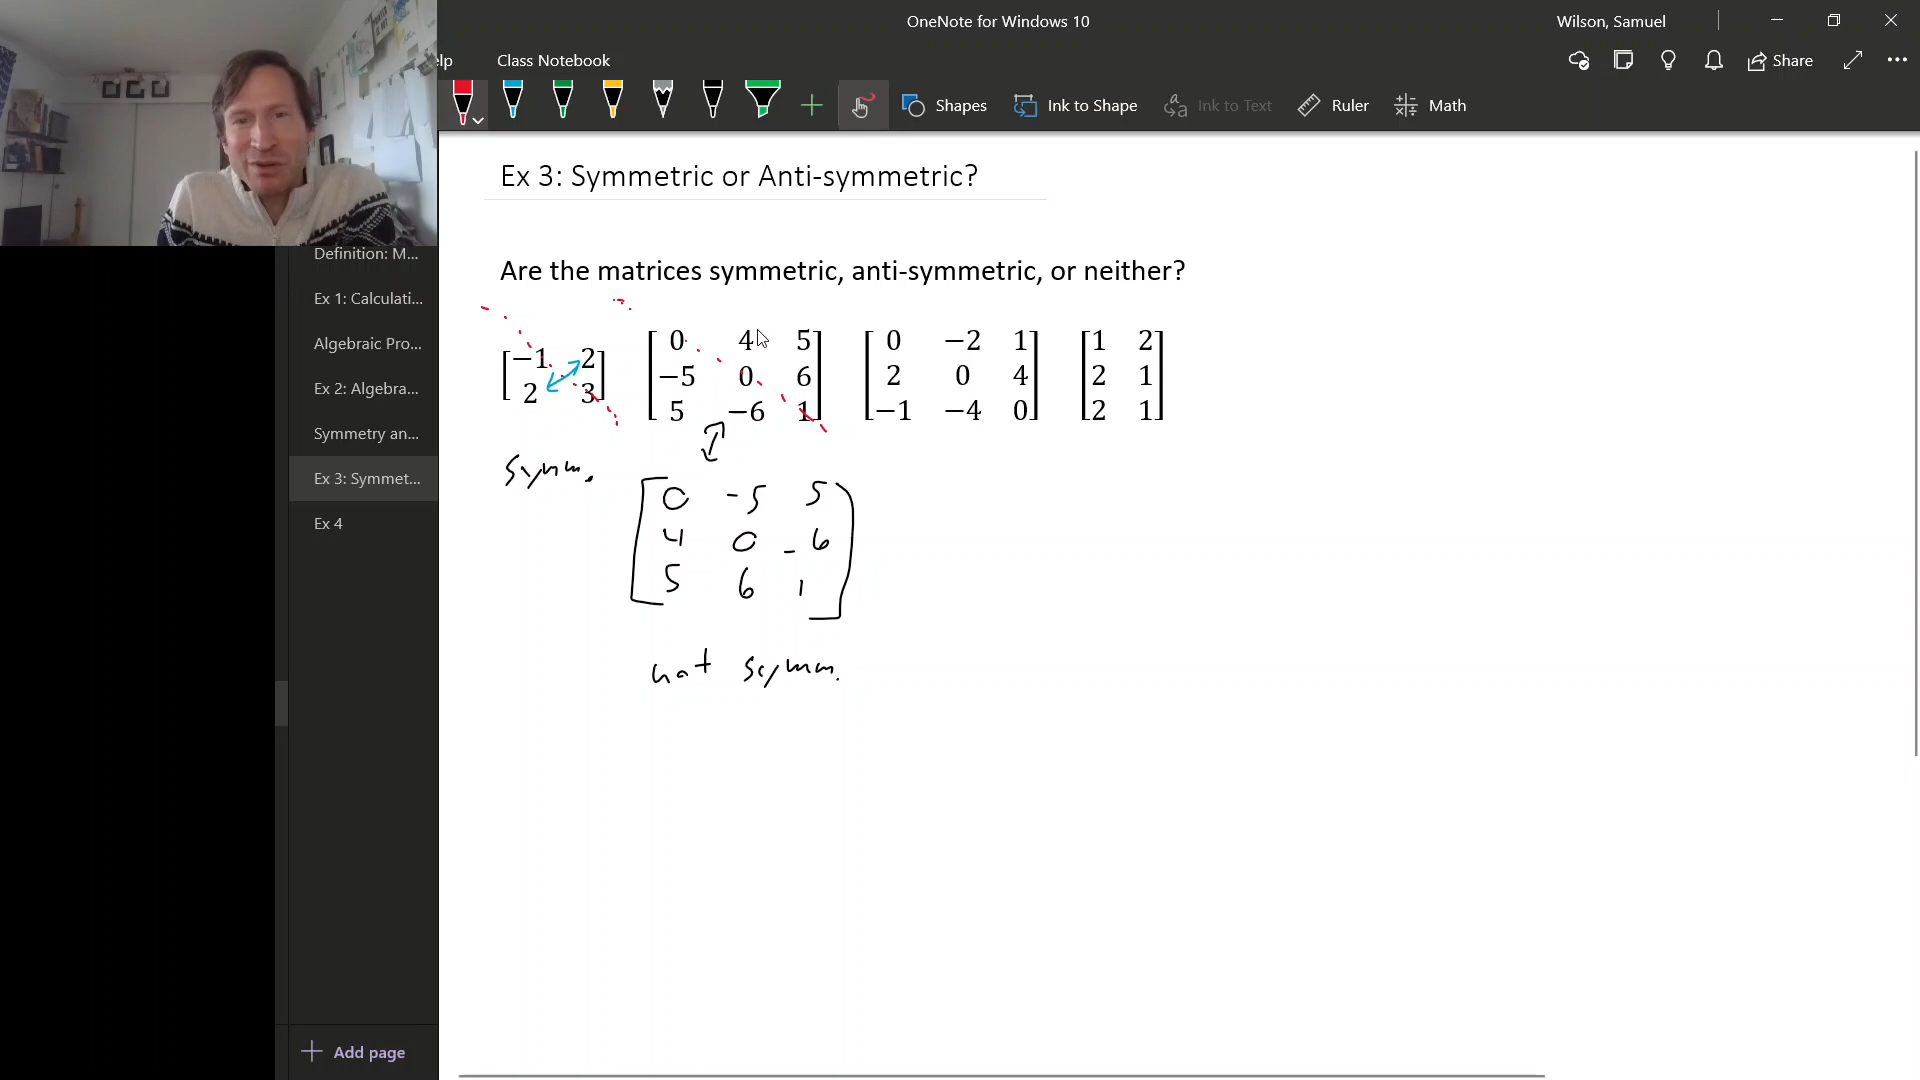 OneNote for Windows 10
Wilson, Samuel
elp
Class Notebook
Share
Shapes
Ink to Shape
Ink to Text
Ruler
Math
Definition: M...
Ex 1: Calculati...
Algebraic Pro...
Ex 2: Algebra...
Symmetry an...
Ex 3: Symmet...
Ex 4
Add page
Ex 3: Symmetric or Anti-symmetric?
Are the matrices symmetric, anti-symmetric, or neither?
[−1 2
2 3]
[0 4 5
−5 0 6
5 −6 1]
[0 −2 1
2 0 4
−1 −4 0]
[1 2
2 1
2 1]
Symm.
[0 -5 5
4 0 -6
5 6 1]
not symm.